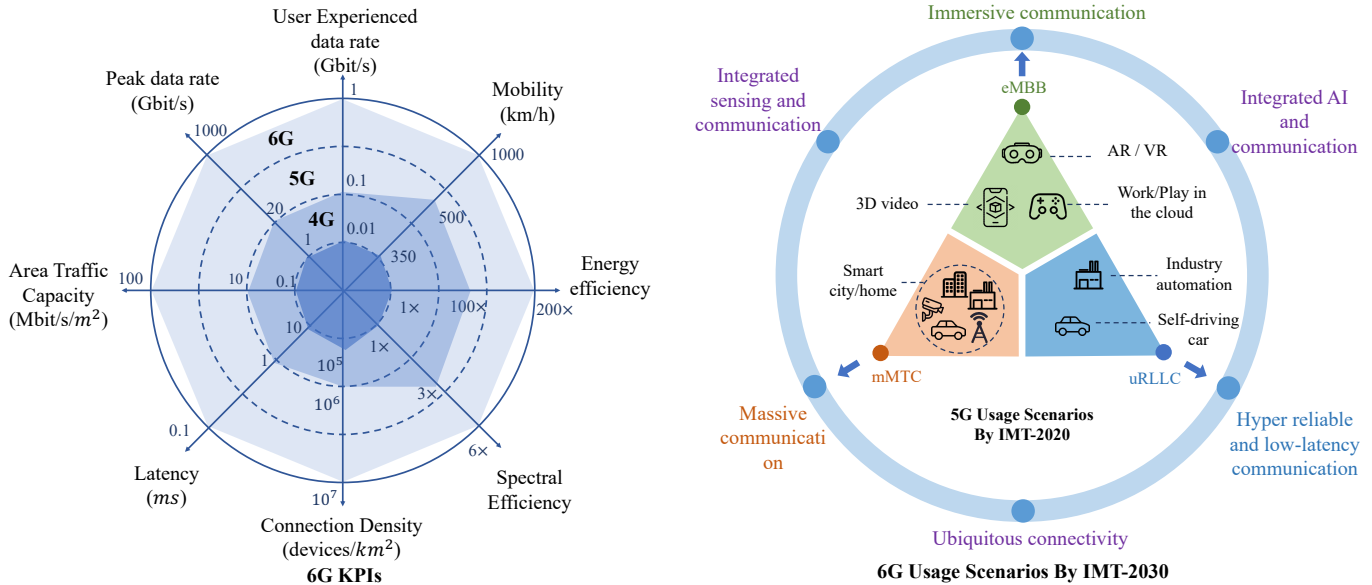 User Experienced
data rate
(Gbit/s)
Peak data rate
(Gbit/s)
Mobility
(km/h)
1
1000
6G
1000
5G
0.1
20
500
4G
0.01
1
350
Area Traffic
Capacity
(Mbit/s/m²)
100
10
0.1
Energy
efficiency
1×
100×
200×
10
1×
10⁵
1
3×
10⁶
0.1
6×
Latency
(ms)
Spectral
Efficiency
10⁷
Connection Density
(devices/km²)
6G KPIs
Immersive communication
Integrated
sensing and
communication
eMBB
Integrated AI
and
communication
AR / VR
3D video
Work/Play in
the cloud
Smart
city/home
Industry
automation
Self-driving
car
mMTC
uRLLC
Massive
communicati
on
5G Usage Scenarios
By IMT-2020
Hyper reliable
and low-latency
communication
Ubiquitous connectivity
6G Usage Scenarios By IMT-2030